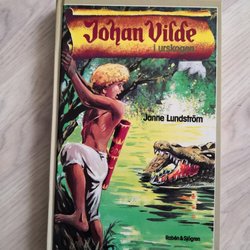 Johan Vilde
i urskogen
Janne Lundström
Rabén & Sjögren